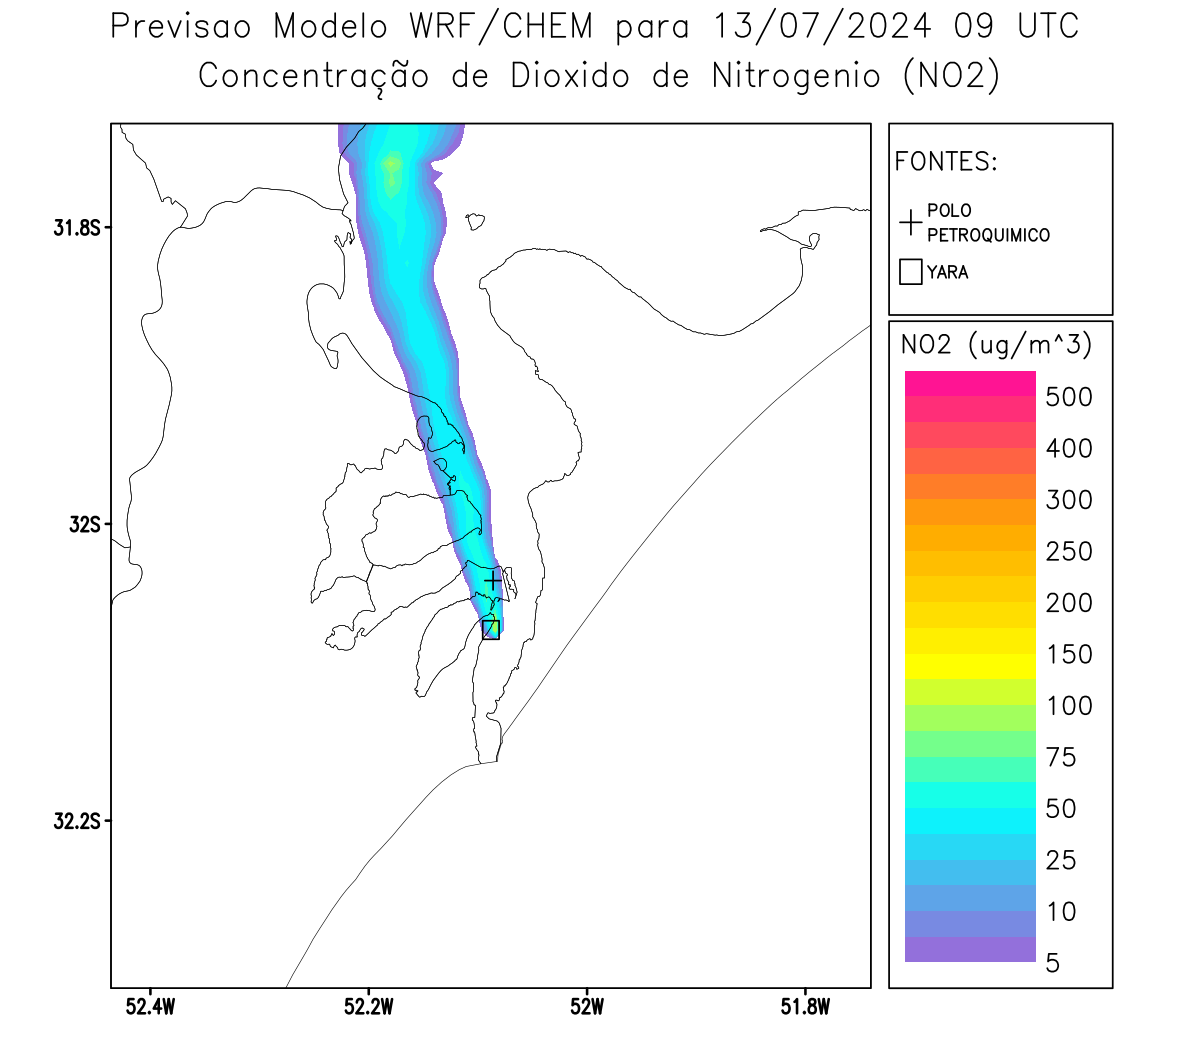 Previsao Modelo WRF/CHEM para 13/07/2024 09 UTC
Concentração de Dioxido de Nitrogenio (NO2)
FONTES:
POLO
PETROQUIMICO
YARA
NO2 (ug/m^3)
500
400
300
250
200
150
100
75
50
25
10
5
31.8S
32S
32.2S
52.4W
52.2W
52W
51.8W